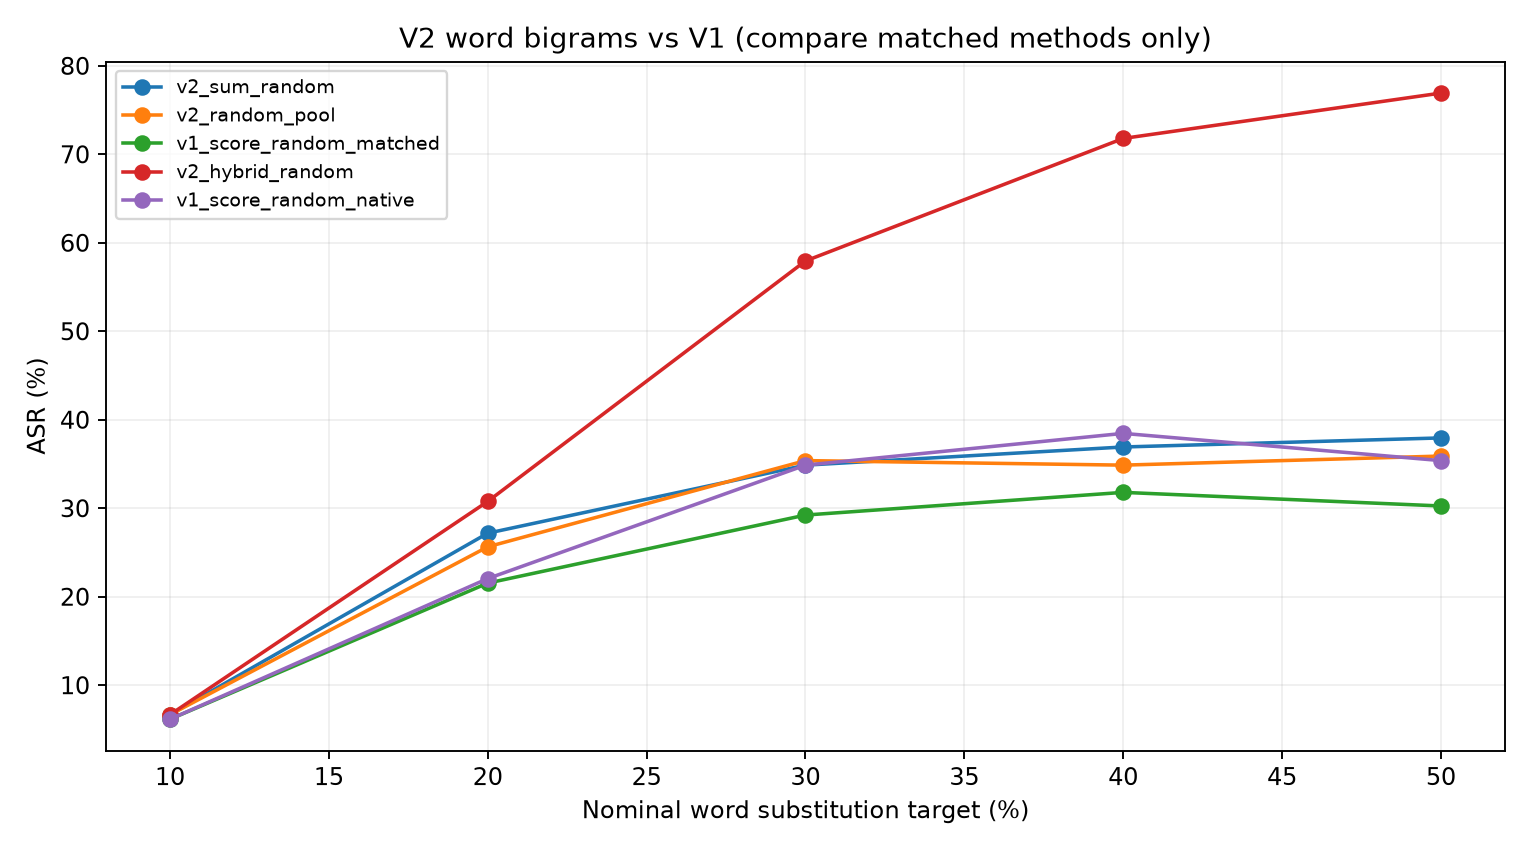 V2 word bigrams vs V1 (compare matched methods only)
v2_sum_random
v2_random_pool
v1_score_random_matched
v2_hybrid_random
v1_score_random_native
ASR (%)
80
70
60
50
40
30
20
10
10 15 20 25 30 35 40 45 50
Nominal word substitution target (%)